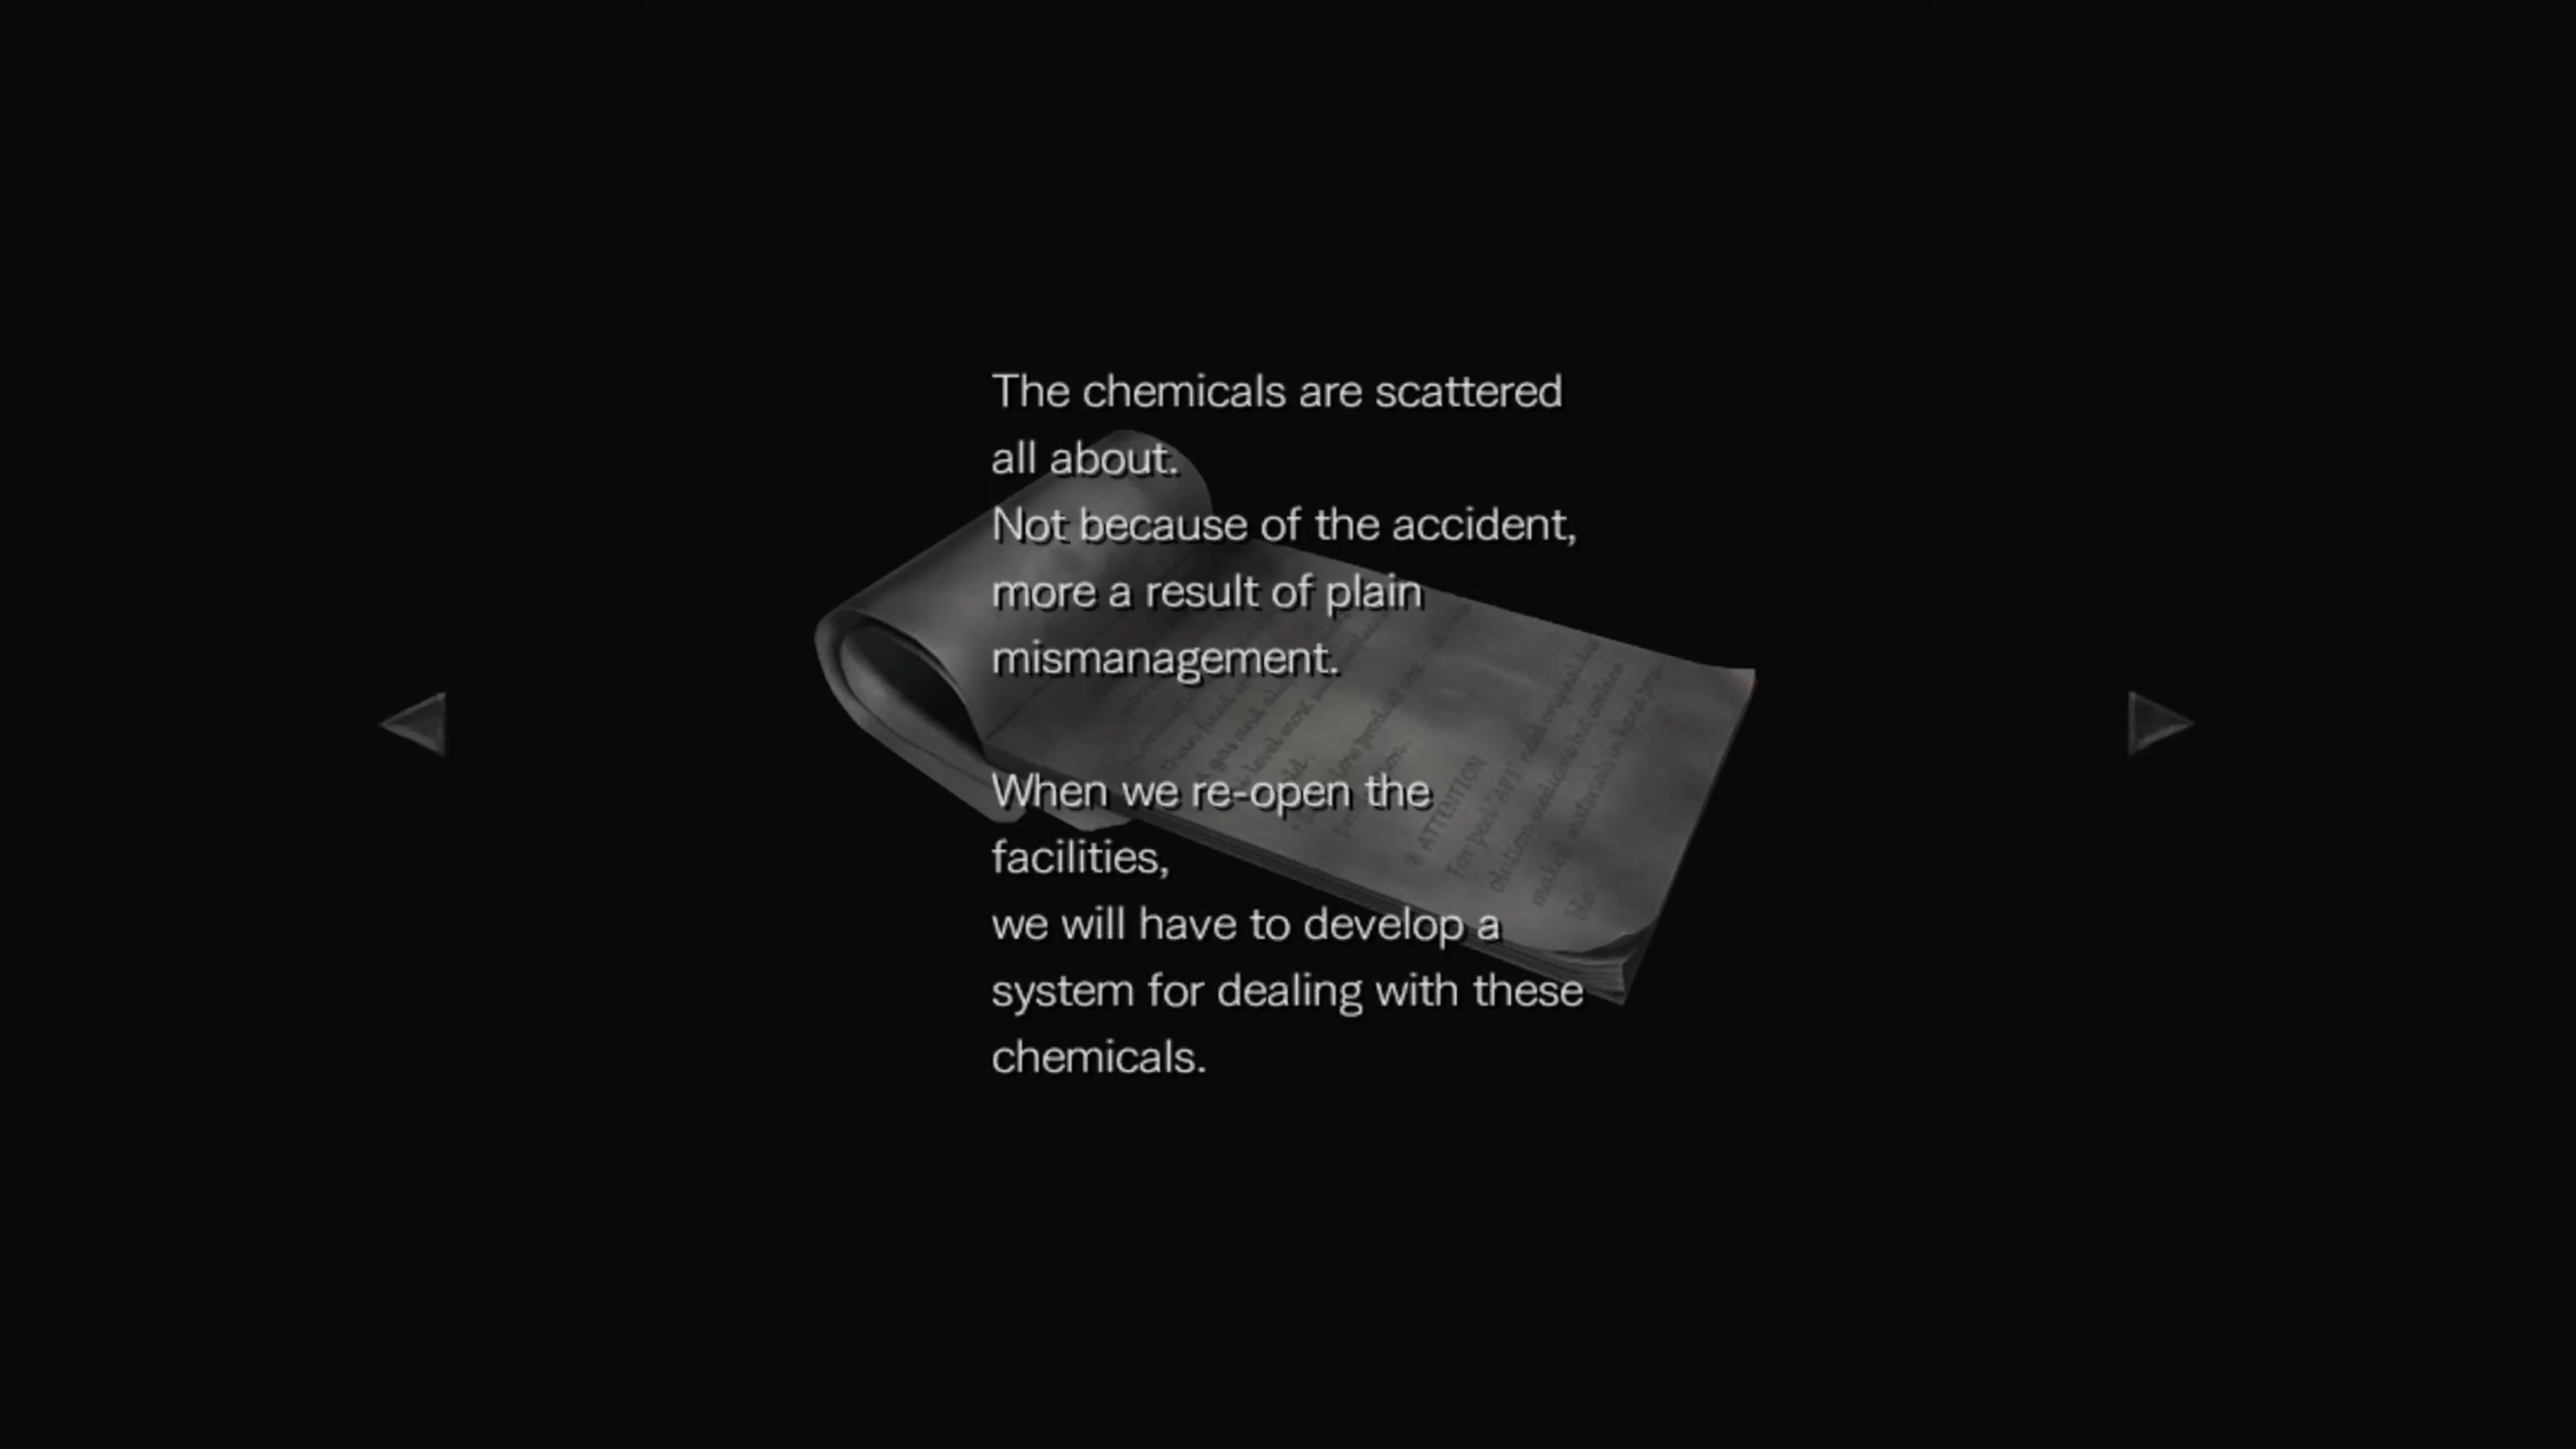 The chemicals are scattered
all about.
Not because of the accident,
more a result of plain
mismanagement.
When we re-open the
facilities,
we will have to develop a
system for dealing with these
chemicals.
ATTENTION